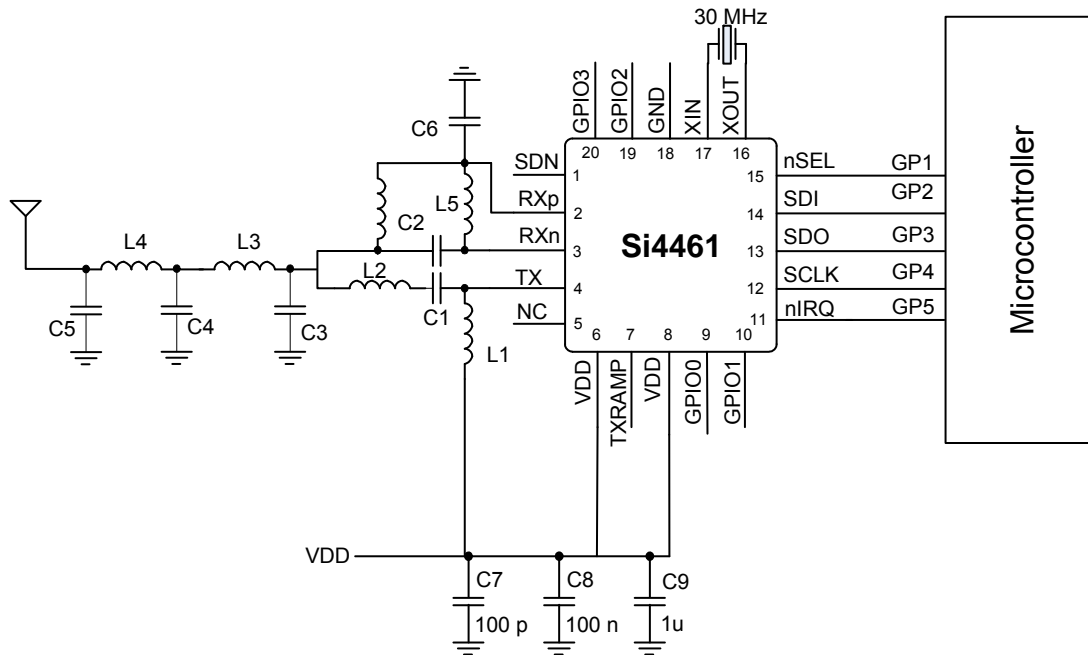 30 MHz
GPIO3
GPIO2
GND
XIN
XOUT
C6
20
19
18
17
16
SDN
1
15
nSEL
GP1
RXp
2
14
SDI
GP2
C2
L5
RXn
3
Si4461
13
SDO
GP3
L4
L3
L2
TX
4
12
SCLK
GP4
C1
NC
5
11
nIRQ
GP5
C5
C4
C3
L1
6
7
8
9
10
VDD
TXRAMP
VDD
GPIO0
GPIO1
Microcontroller
VDD
C7
C8
C9
100 p
100 n
1u